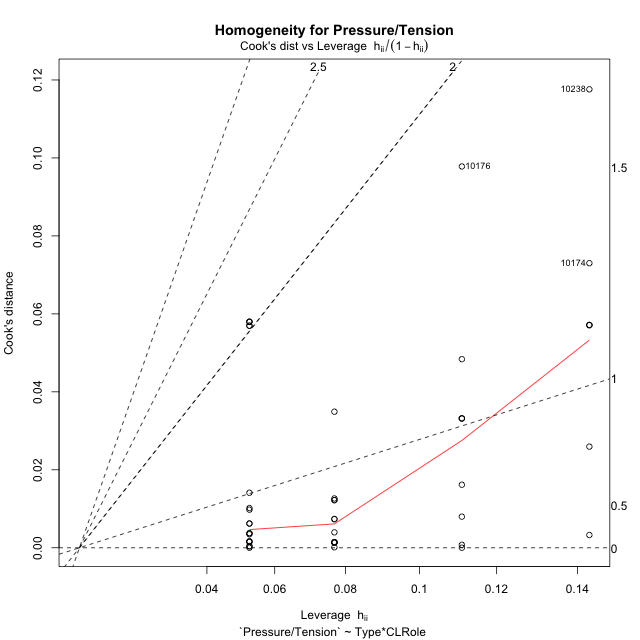 Homogeneity for Pressure/Tension
Cook's dist vs Leverage hii/(1 − hii)
2.5
2
10238
10176
10174
1.5
1
0.5
0
0.12
0.10
0.08
0.06
0.04
0.02
0.00
Cook's distance
0.04 0.06 0.08 0.1 0.12 0.14
Leverage hii
`Pressure/Tension` ~ Type*CLRole